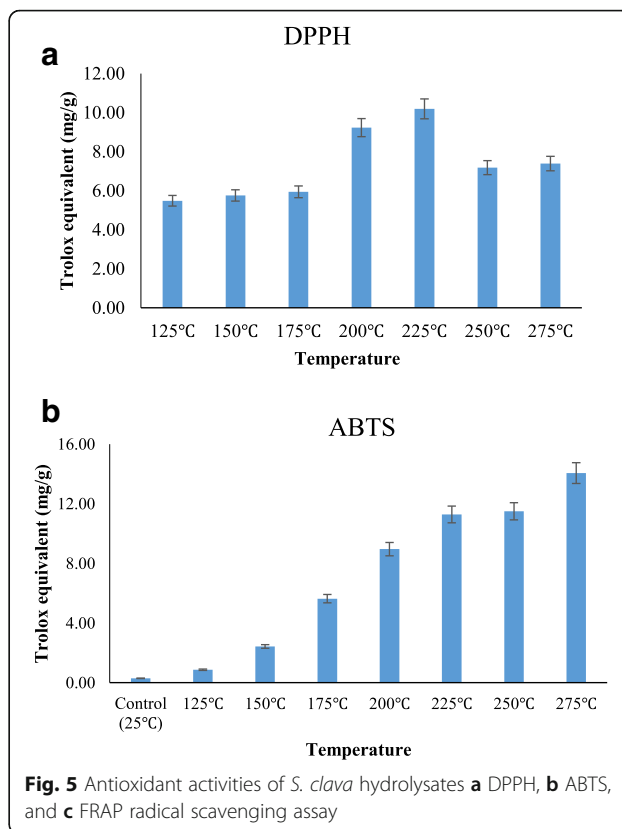 DPPH
a
12.00
10.00
8.00
6.00
4.00
2.00
0.00
Trolox equivalent (mg/g)
125℃ 150℃ 175℃ 200℃ 225℃ 250℃ 275℃
Temperature
b
ABTS
16.00
12.00
8.00
4.00
0.00
Trolox equivalent (mg/g)
Control 125℃ 150℃ 175℃ 200℃ 225℃ 250℃ 275℃
(25℃)
Temperature
Fig. 5 Antioxidant activities of S. clava hydrolysates a DPPH, b ABTS,
and c FRAP radical scavenging assay